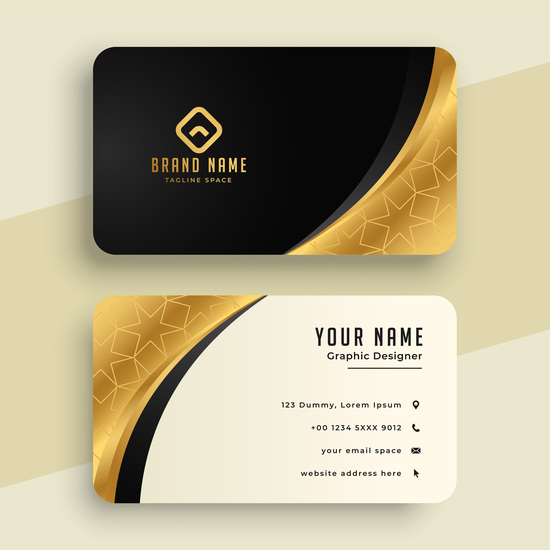 BRAND NAME
TAGLINE SPACE
YOUR NAME
Graphic Designer
123 Dummy, Lorem Ipsum
+00 1234 5XXX 9012
your email space
website address here